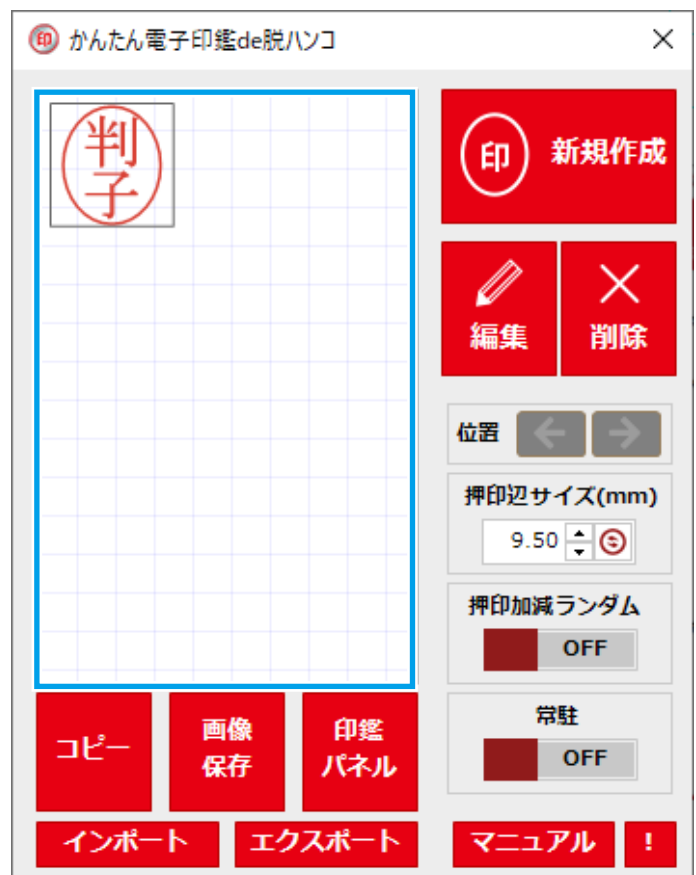 印 かんたん電子印鑑de脱ハンコ
判
子
印 新規作成
編集
削除
位置
押印辺サイズ(mm)
9.50
押印加減ランダム
OFF
常駐
OFF
コピー
画像
保存
印鑑
パネル
インポート
エクスポート
マニュアル
!